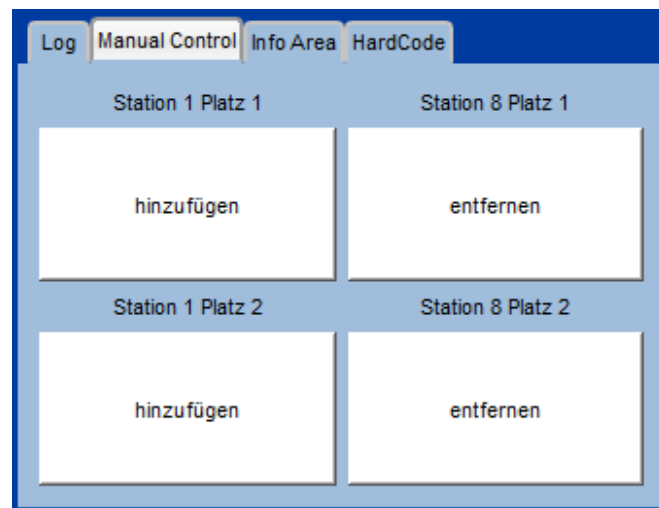 Log Manual Control Info Area HardCode
Station 1 Platz 1 Station 8 Platz 1
hinzufügen entfernen
Station 1 Platz 2 Station 8 Platz 2
hinzufügen entfernen